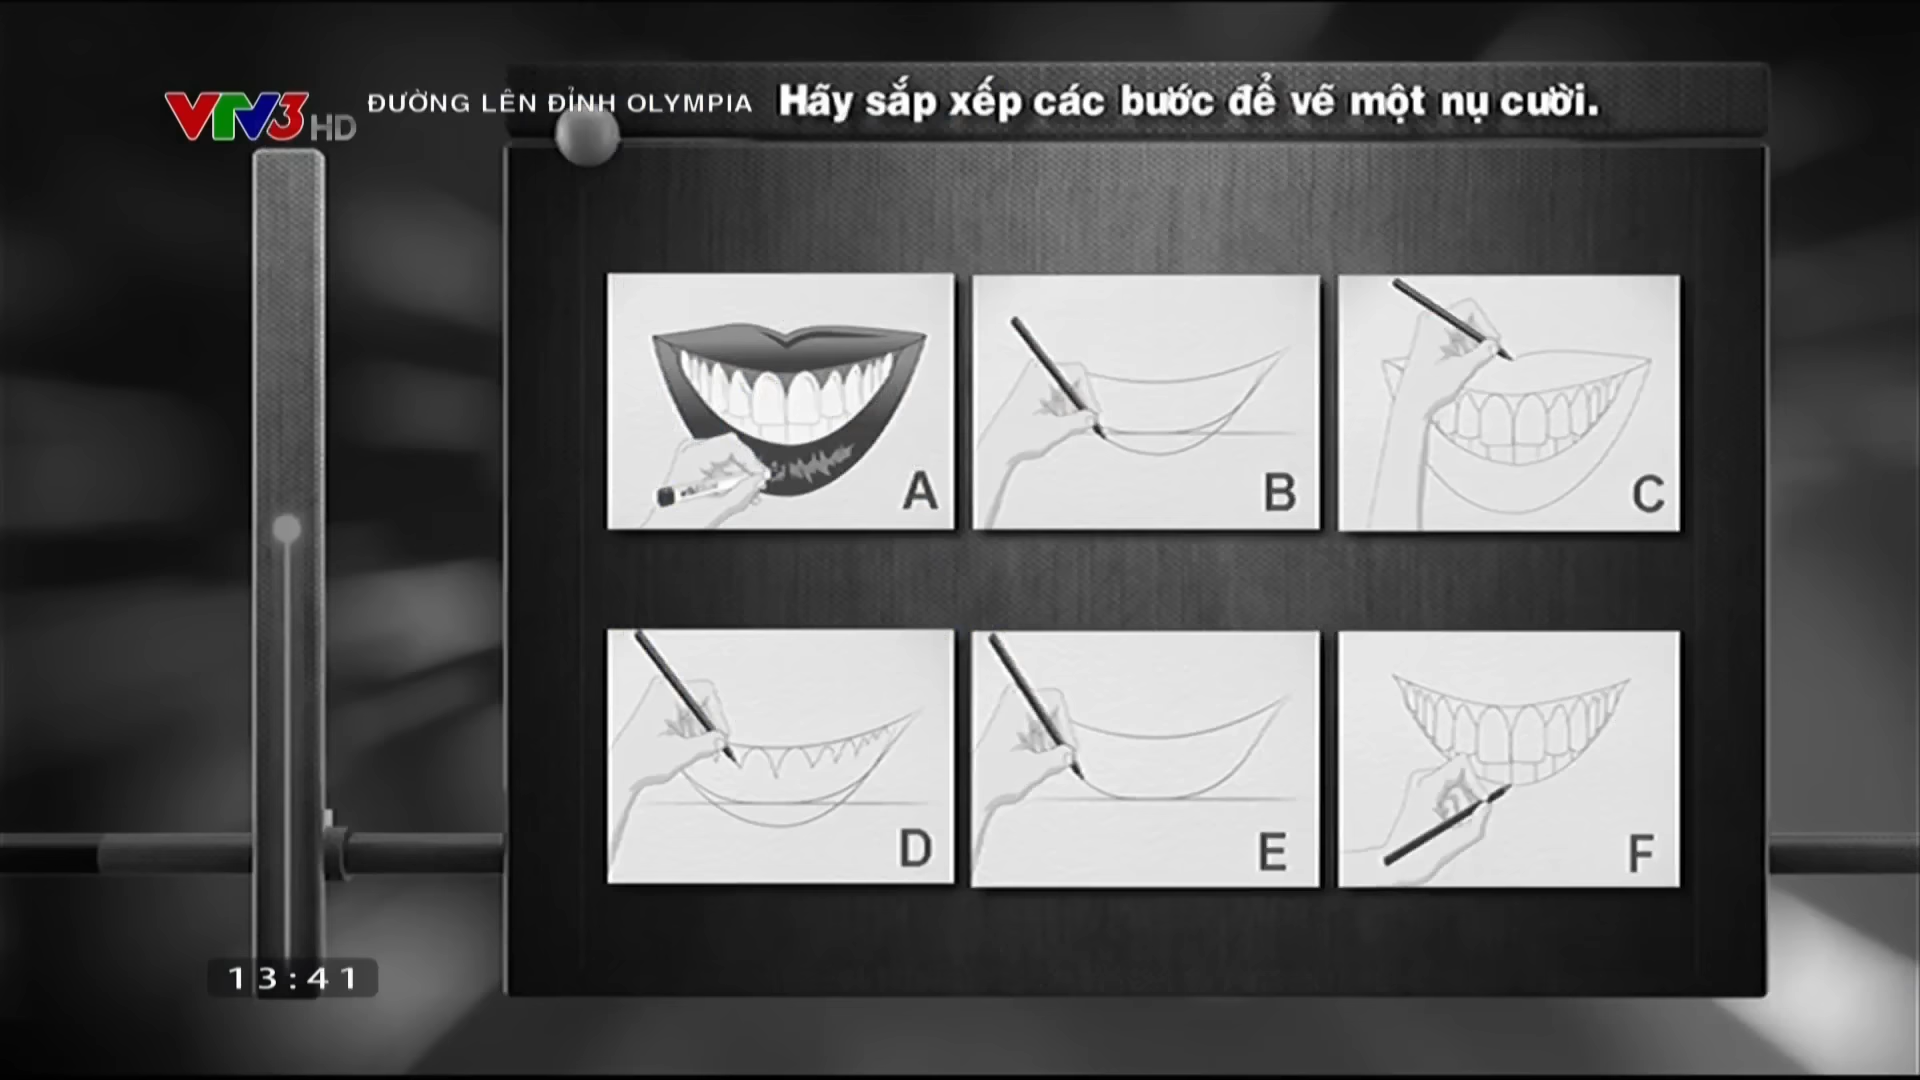 VTV3 HD
ĐƯỜNG LÊN ĐỈNH OLYMPIA
Hãy sắp xếp các bước để vẽ một nụ cười.
A
B
C
D
E
F
13:41